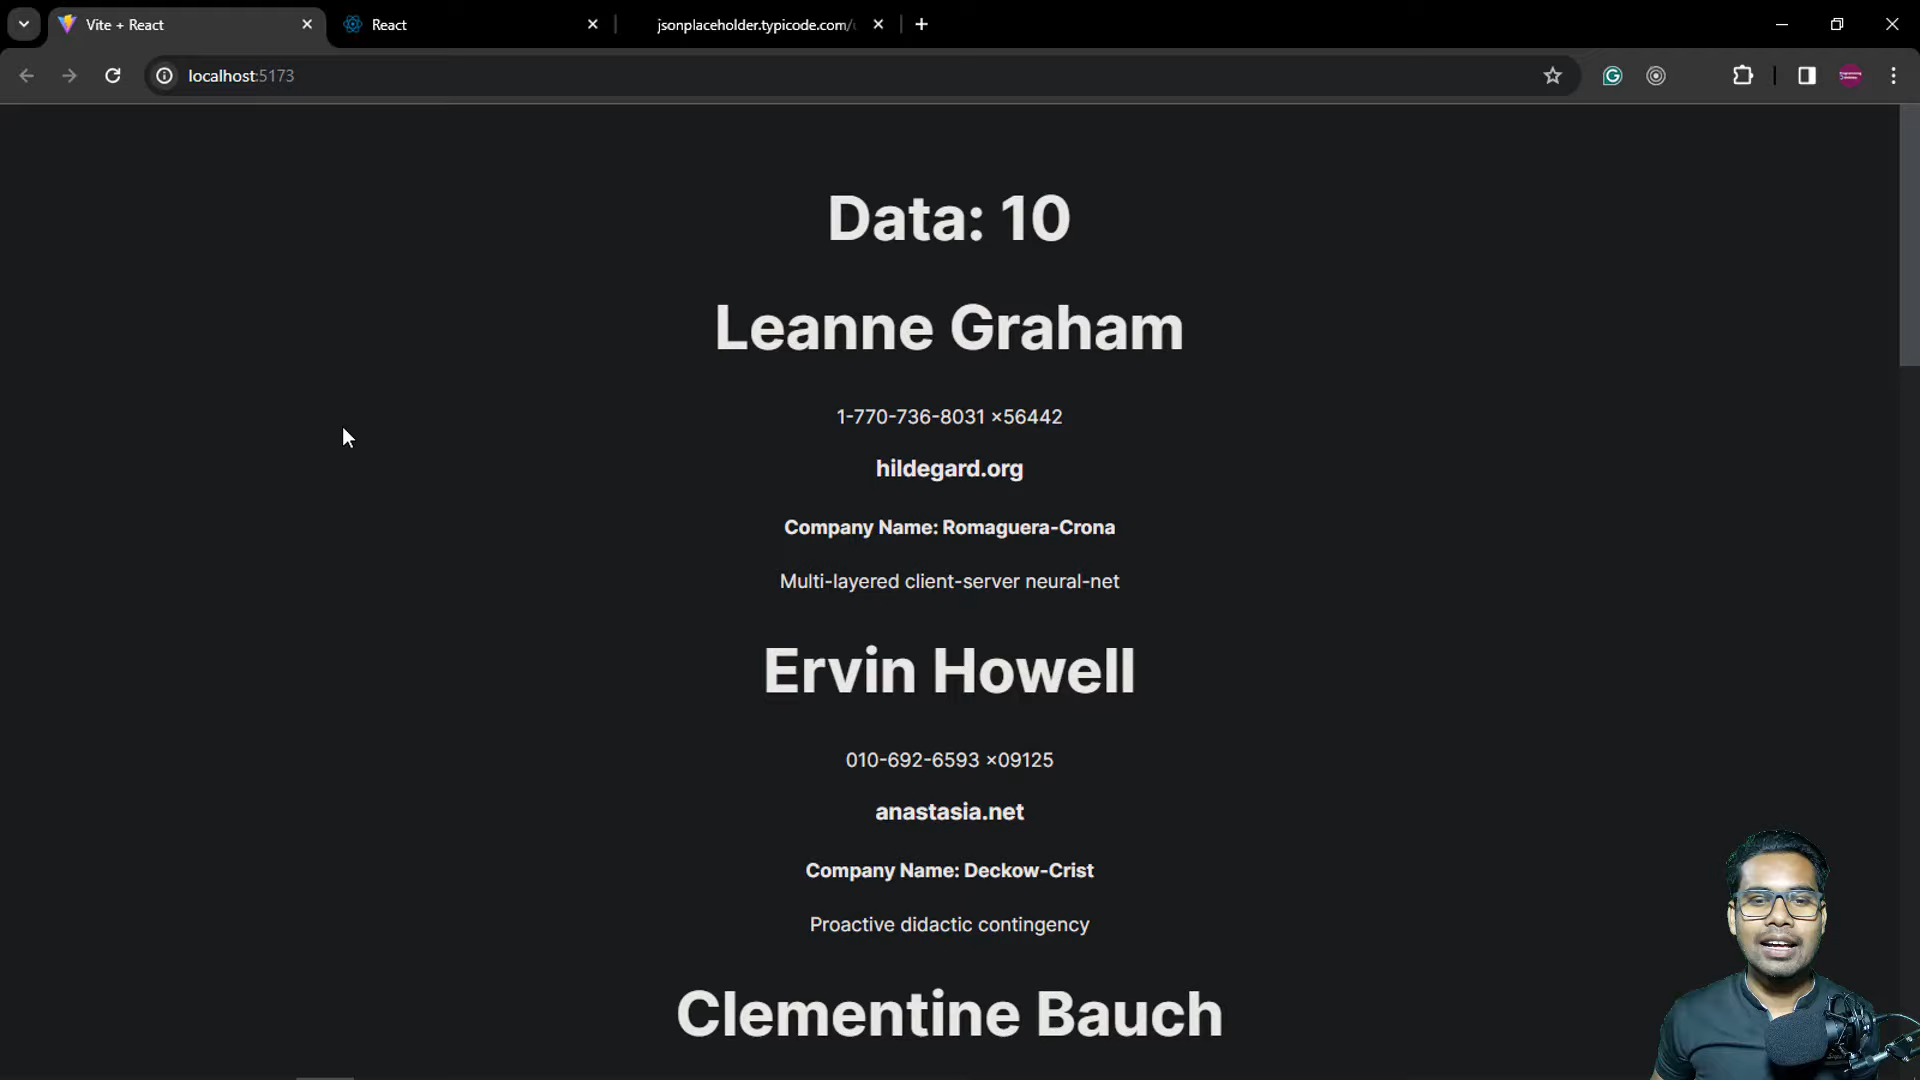 Vite + React
React
jsonplaceholder.typicode.com/
localhost:5173
Data: 10
Leanne Graham
1-770-736-8031 x56442
hildegard.org
Company Name: Romaguera-Crona
Multi-layered client-server neural-net
Ervin Howell
010-692-6593 x09125
anastasia.net
Company Name: Deckow-Crist
Proactive didactic contingency
Clementine Bauch